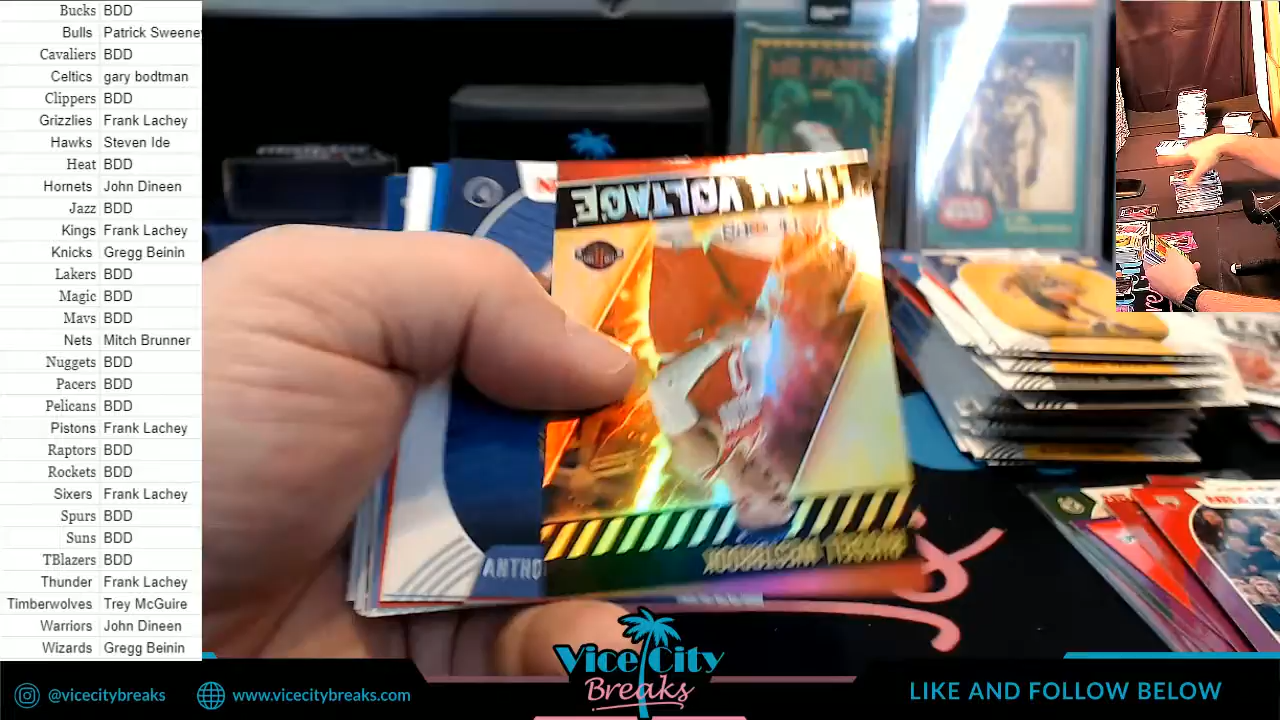 Bucks BDD
Bulls Patrick Sweene
Cavaliers BDD
Celtics gary bodtman
Clippers BDD
Grizzlies Frank Lachey
Hawks Steven Ide
Heat BDD
Hornets John Dineen
Jazz BDD
Kings Frank Lachey
Knicks Gregg Beinin
Lakers BDD
Magic BDD
Mavs BDD
Nets Mitch Brunner
Nuggets BDD
Pacers BDD
Pelicans BDD
Pistons Frank Lachey
Raptors BDD
Rockets BDD
Sixers Frank Lachey
Spurs BDD
Suns BDD
TBlazers BDD
Thunder Frank Lachey
Timberwolves Trey McGuire
Warriors John Dineen
Wizards Gregg Beinin
HIGH VOLTAGE
RUSSELL WESTBROOK
ANTHO
Vice City
Breaks
@vicecitybreaks
www.vicecitybreaks.com
LIKE AND FOLLOW BELOW